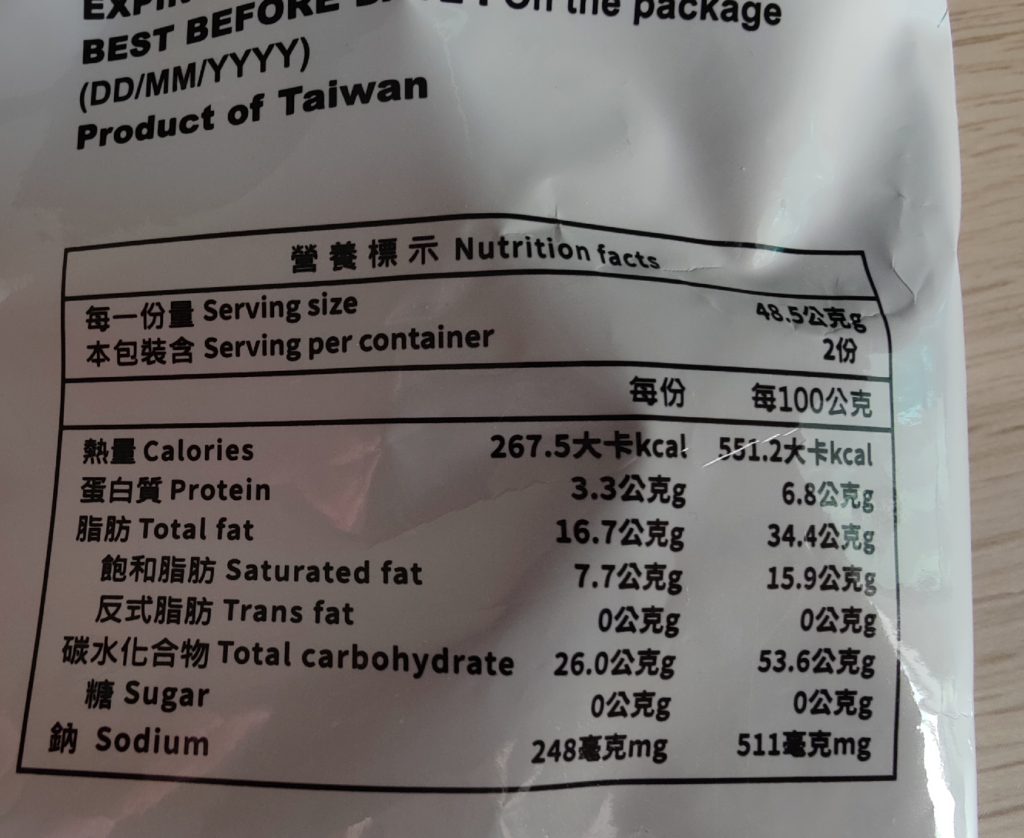 BEST BEFORE
On the package
(DD/MM/YYYY)
Product of Taiwan
營養標示 Nutrition facts
每一份量 Serving size 48.5公克g
本包裝含 Serving per container 2份
每份 每100公克
熱量 Calories 267.5大卡kcal 551.2大卡kcal
蛋白質 Protein 3.3公克g 6.8公克g
脂肪 Total fat 16.7公克g 34.4公克g
飽和脂肪 Saturated fat 7.7公克g 15.9公克g
反式脂肪 Trans fat 0公克g 0公克g
碳水化合物 Total carbohydrate 26.0公克g 53.6公克g
糖 Sugar 0公克g 0公克g
鈉 Sodium 248毫克mg 511毫克mg